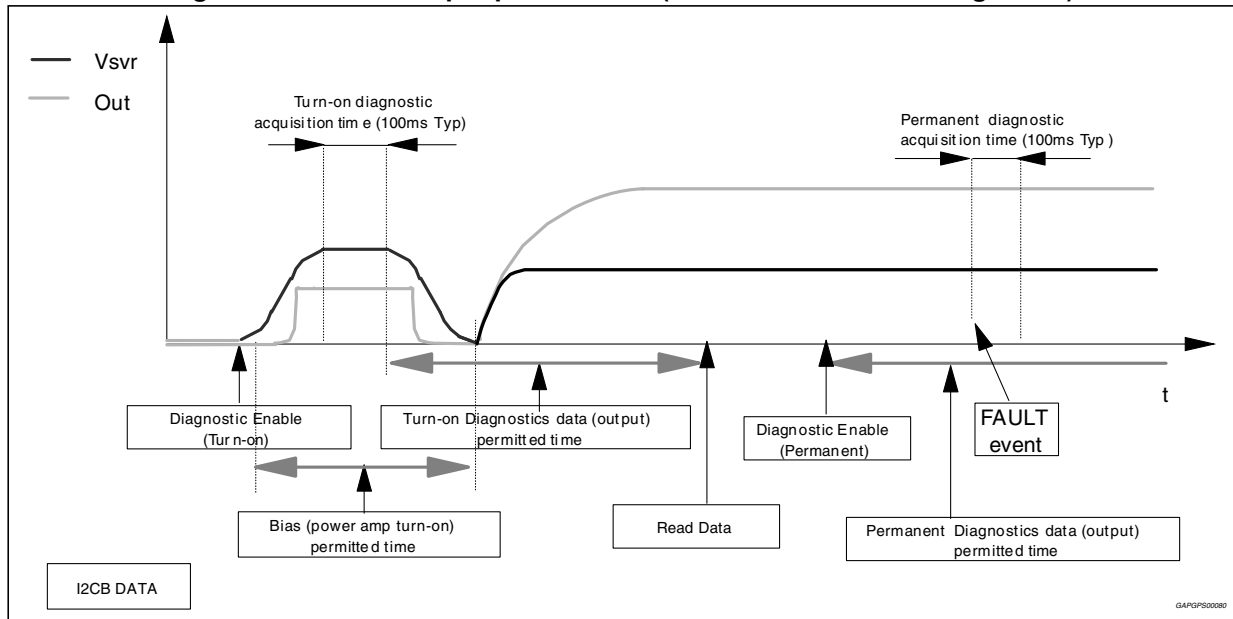 Vsvr
Out
Turn-on diagnostic
acquisition time (100ms Typ)
Permanent diagnostic
acquisition time (100ms Typ)
t
Diagnostic Enable
(Turn-on)
Turn-on Diagnostics data (output)
permitted time
Diagnostic Enable
(Permanent)
FAULT
event
Bias (power amp turn-on)
permitted time
Read Data
Permanent Diagnostics data (output)
permitted time
I2CB DATA
GAPGPS00080